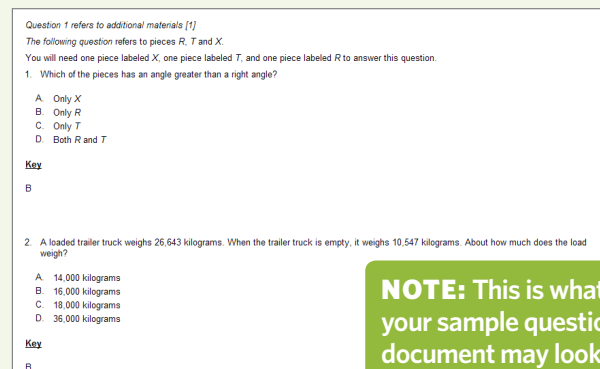 Question 1 refers to additional materials [1]
The following question refers to pieces R, T and X.
You will need one piece labeled X, one piece labeled T, and one piece labeled R to answer this question.
1. Which of the pieces has an angle greater than a right angle?
A. Only X
B. Only R
C. Only T
D. Both R and T
Key
B
2. A loaded trailer truck weighs 26,643 kilograms. When the trailer truck is empty, it weighs 10,547 kilograms. About how much does the load
weigh?
A. 14,000 kilograms
B. 16,000 kilograms
C. 18,000 kilograms
D. 36,000 kilograms
Key
B
NOTE: This is what
your sample questio
document may look